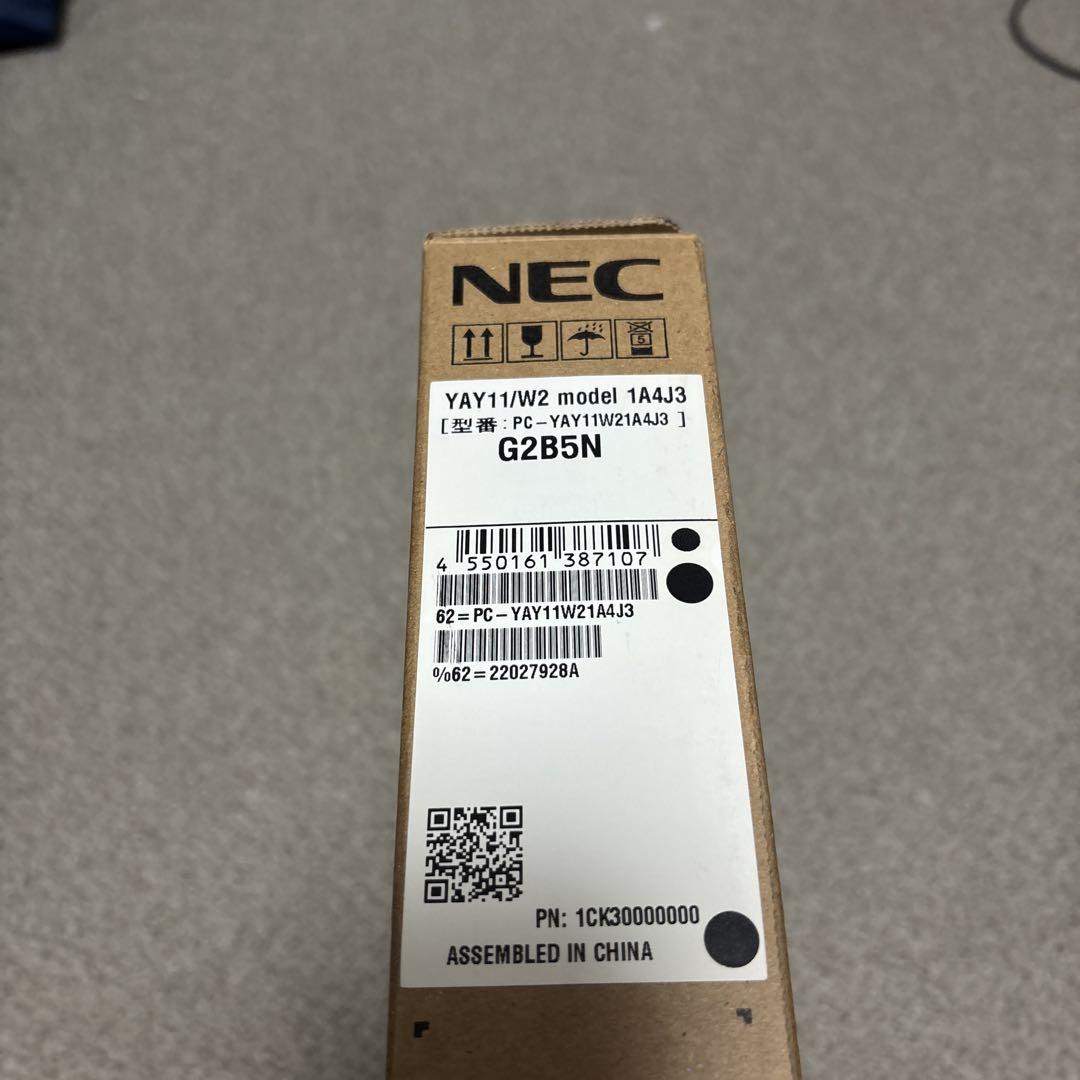 NEC
5
YAY11/W2 model 1A4J3
[型番: PC-YAY11W21A4J3 ]
G2B5N
4 550161 387107
62=PC-YAY11W21A4J3
%62=22027928A
PN: 1CK30000000
ASSEMBLED IN CHINA